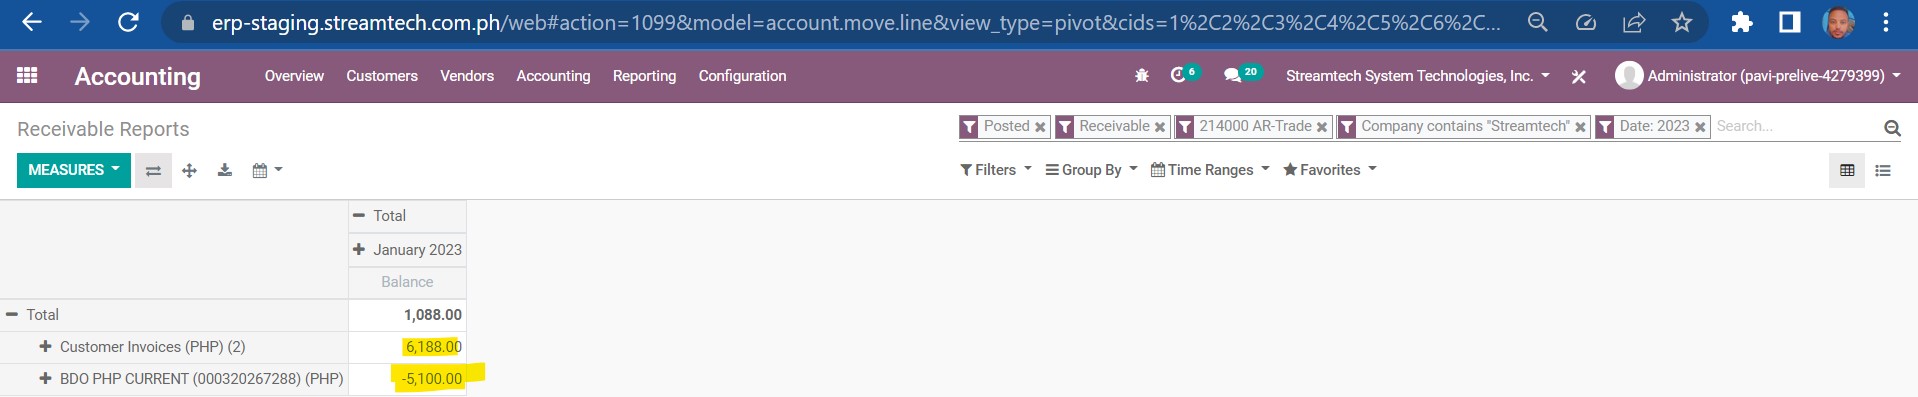 erp-staging.streamtech.com.ph/web#action=1099&model=account.move.line&view_type=pivot&cids=1%2C2%2C3%2C4%2C5%2C6%2C...
Accounting Overview Customers Vendors Accounting Reporting Configuration 6 20 Streamtech System Technologies, Inc. Administrator (pavi-prelive-4279399)
Receivable Reports Posted Receivable 214000 AR-Trade Company contains "Streamtech" Date: 2023 Search...
MEASURES Filters Group By Time Ranges Favorites
Total
January 2023
Balance
Total 1,088.00
Customer Invoices (PHP) (2) 6,188.00
BDO PHP CURRENT (000320267288) (PHP) -5,100.00